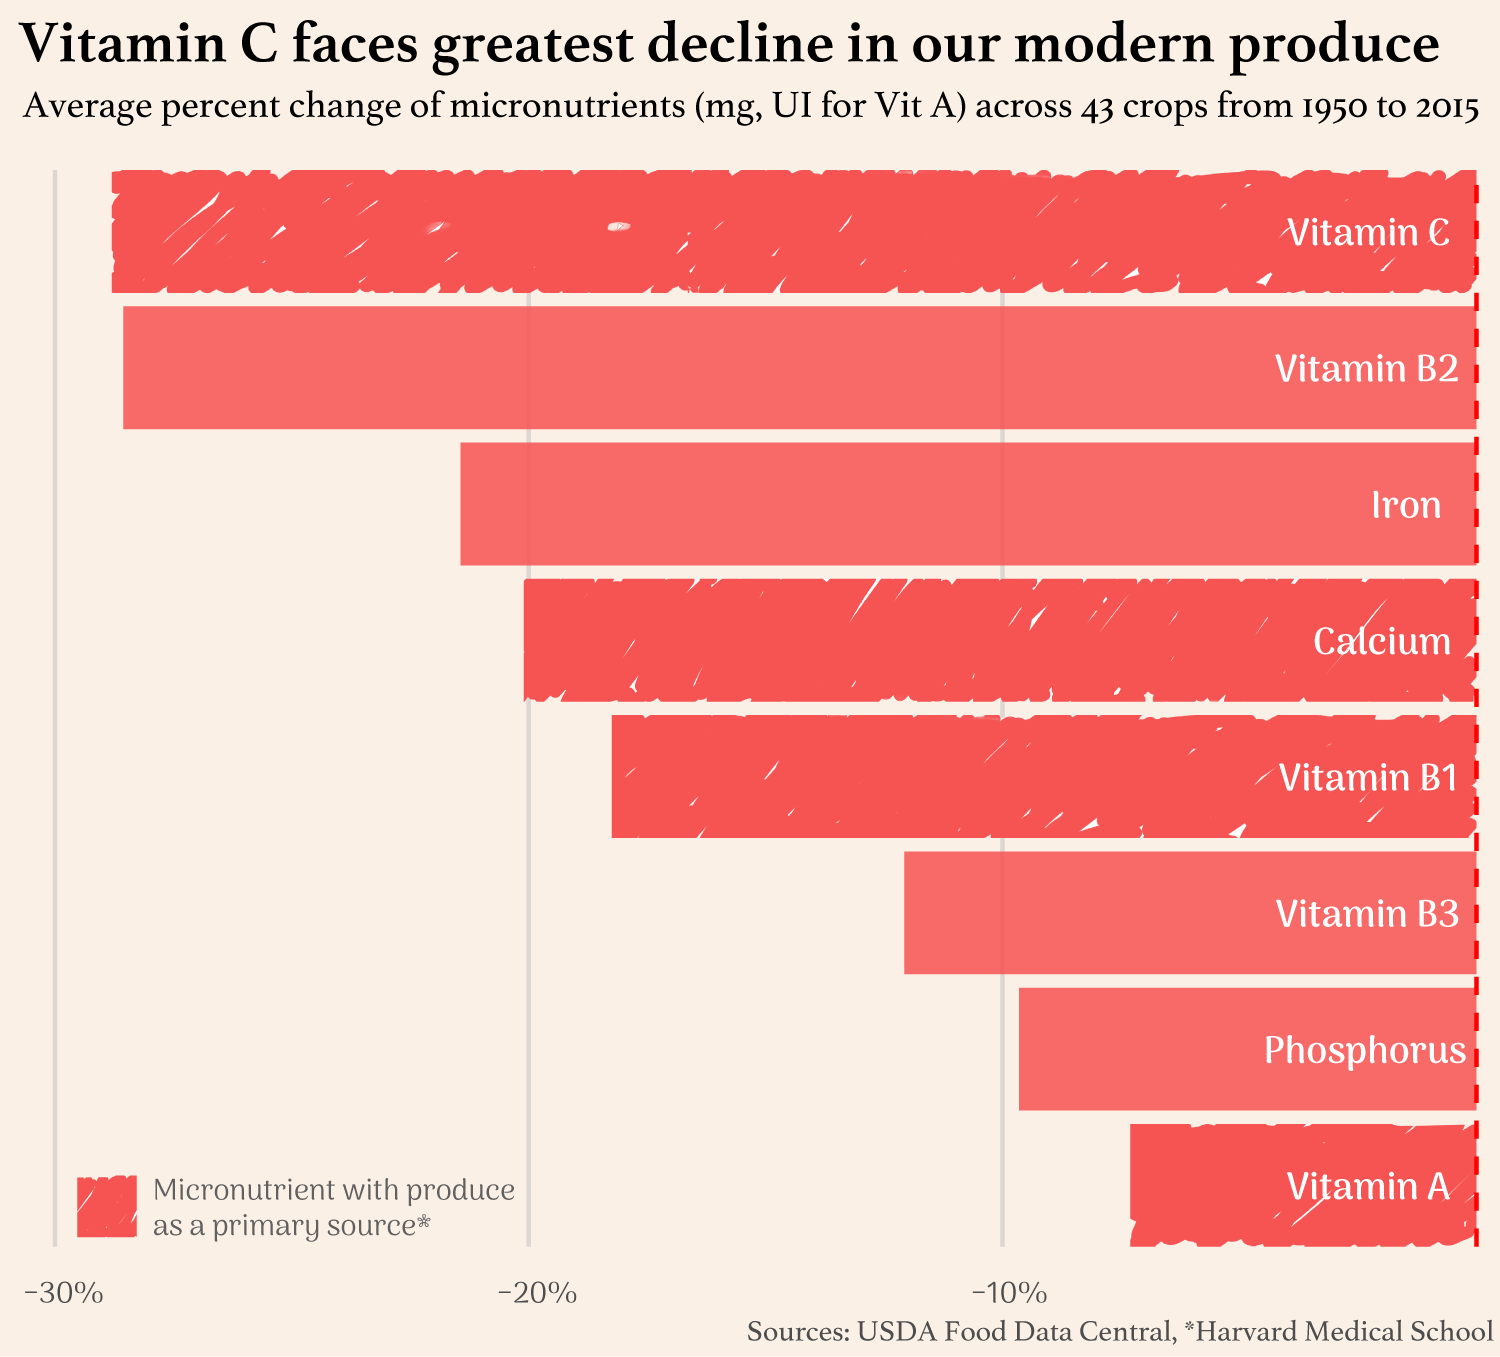 Vitamin C faces greatest decline in our modern produce
Average percent change of micronutrients (mg, UI for Vit A) across 43 crops from 1950 to 2015
Vitamin C
Vitamin B2
Iron
Calcium
Vitamin B1
Vitamin B3
Phosphorus
Vitamin A
Micronutrient with produce
as a primary source*
-30%
-20%
-10%
Sources: USDA Food Data Central, *Harvard Medical School